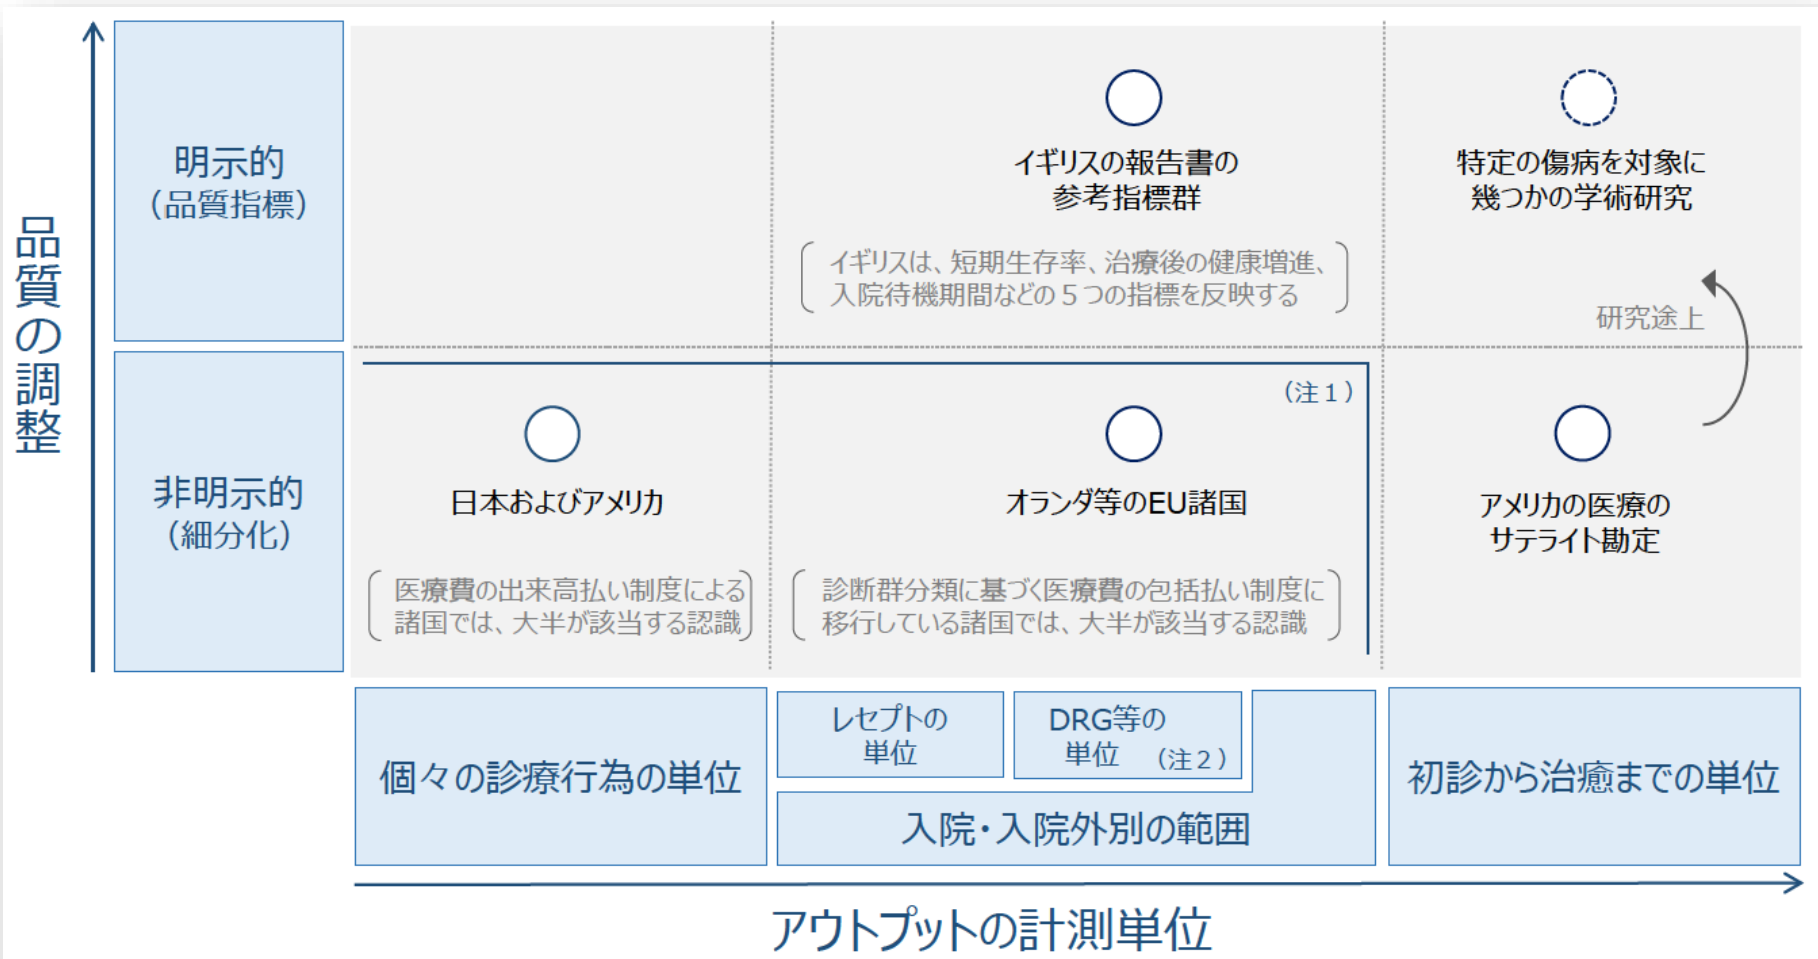 品質の調整
明示的
（品質指標）
イギリスの報告書の
参考指標群
イギリスは、短期生存率、治療後の健康増進、
入院待機期間などの５つの指標を反映する
特定の傷病を対象に
幾つかの学術研究
研究途上
非明示的
（細分化）
日本およびアメリカ
医療費の出来高払い制度による
諸国では、大半が該当する認識
（注１）
オランダ等のEU諸国
診断群分類に基づく医療費の包括払い制度に
移行している諸国では、大半が該当する認識
アメリカの医療の
サテライト勘定
個々の診療行為の単位
レセプトの
単位
DRG等の
単位 （注２）
入院・入院外別の範囲
初診から治癒までの単位
アウトプットの計測単位